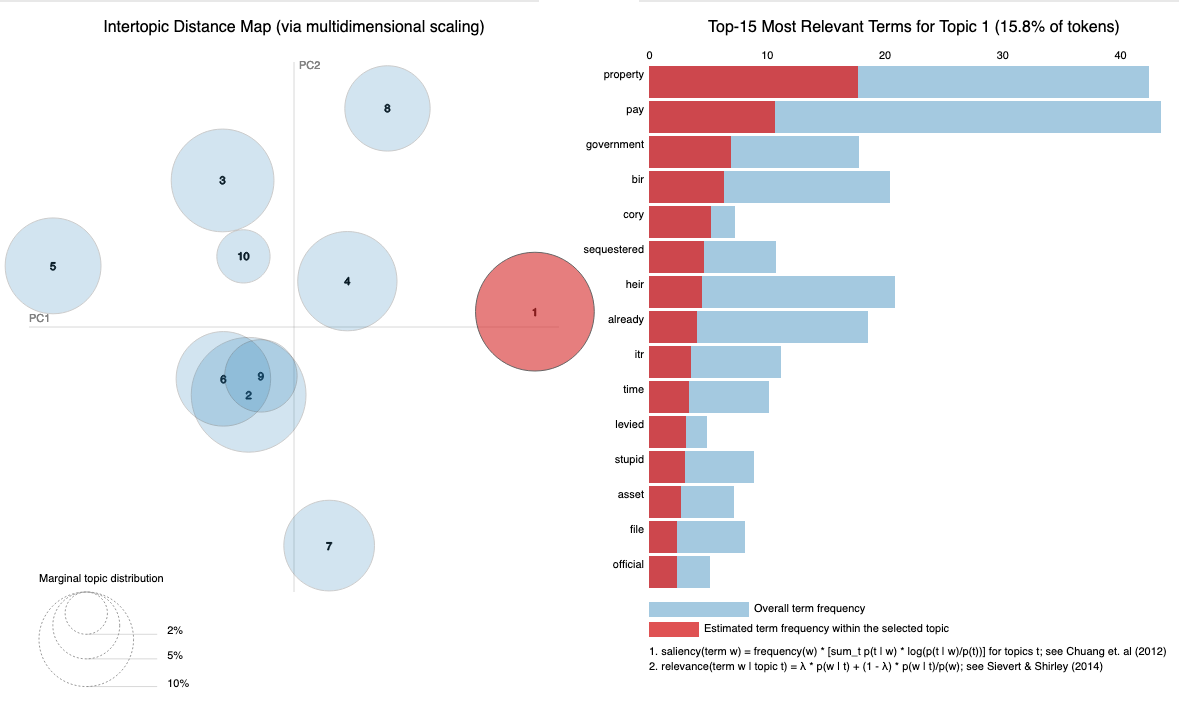 Intertopic Distance Map (via multidimensional scaling)
PC2
8
3
10
5
4
1
PC1
6
9
2
7
Marginal topic distribution
2%
5%
10%
Top-15 Most Relevant Terms for Topic 1 (15.8% of tokens)
0 10 20 30 40
property
pay
government
bir
cory
sequestered
heir
already
itr
time
levied
stupid
asset
file
official
Overall term frequency
Estimated term frequency within the selected topic
1. saliency(term w) = frequency(w) * [sum_t p(t | w) * log(p(t | w)/p(t))] for topics t; see Chuang et. al (2012)
2. relevance(term w | topic t) = λ * p(w | t) + (1 - λ) * p(w | t)/p(w); see Sievert & Shirley (2014)